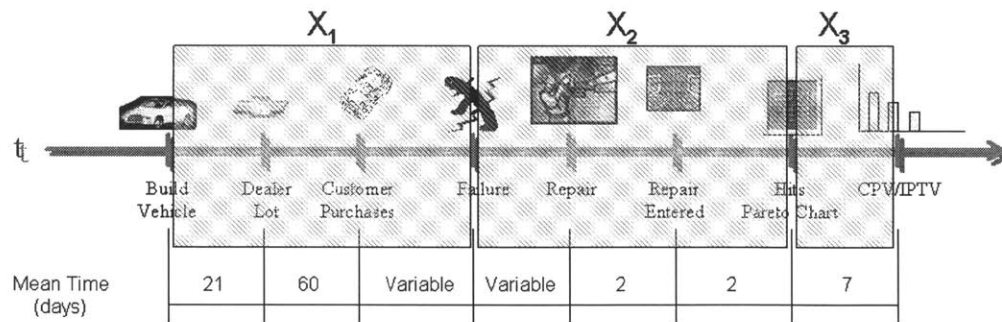 X₁ X₂ X₃
t
Build Vehicle
Dealer Lot
Customer Purchases
Failure
Repair
Repair Entered
Hits Pareto Chart
CPV/IPTV
Mean Time (days)
21 60 Variable Variable 2 2 7